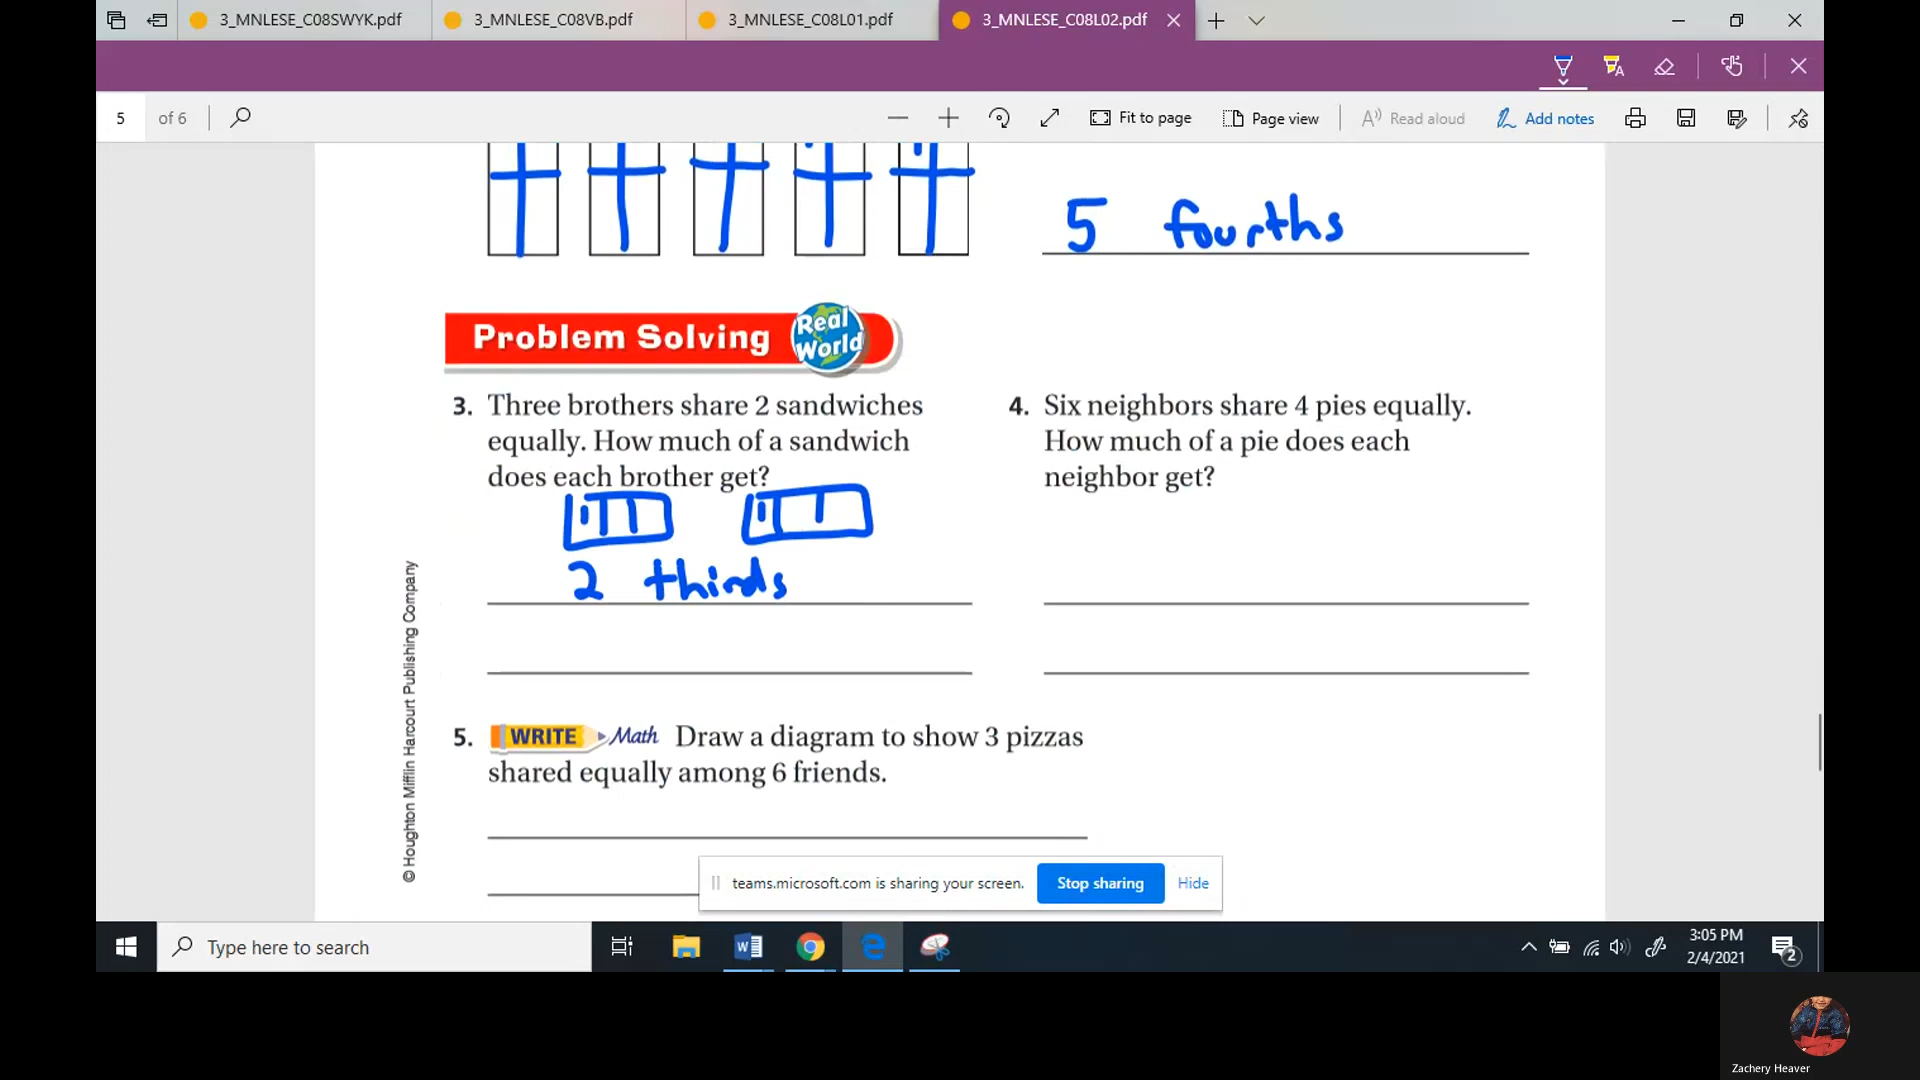 3_MNLESE_C08SWYK.pdf
3_MNLESE_C08VB.pdf
3_MNLESE_C08L01.pdf
3_MNLESE_C08L02.pdf
5 of 6
Fit to page
Page view
Read aloud
Add notes
5 fourths
Problem Solving Real World
3. Three brothers share 2 sandwiches
equally. How much of a sandwich
does each brother get?
2 thirds
4. Six neighbors share 4 pies equally.
How much of a pie does each
neighbor get?
© Houghton Mifflin Harcourt Publishing Company
5. WRITE Math Draw a diagram to show 3 pizzas
shared equally among 6 friends.
teams.microsoft.com is sharing your screen. Stop sharing Hide
Type here to search
3:05 PM
2/4/2021
2
Zachery Heaver